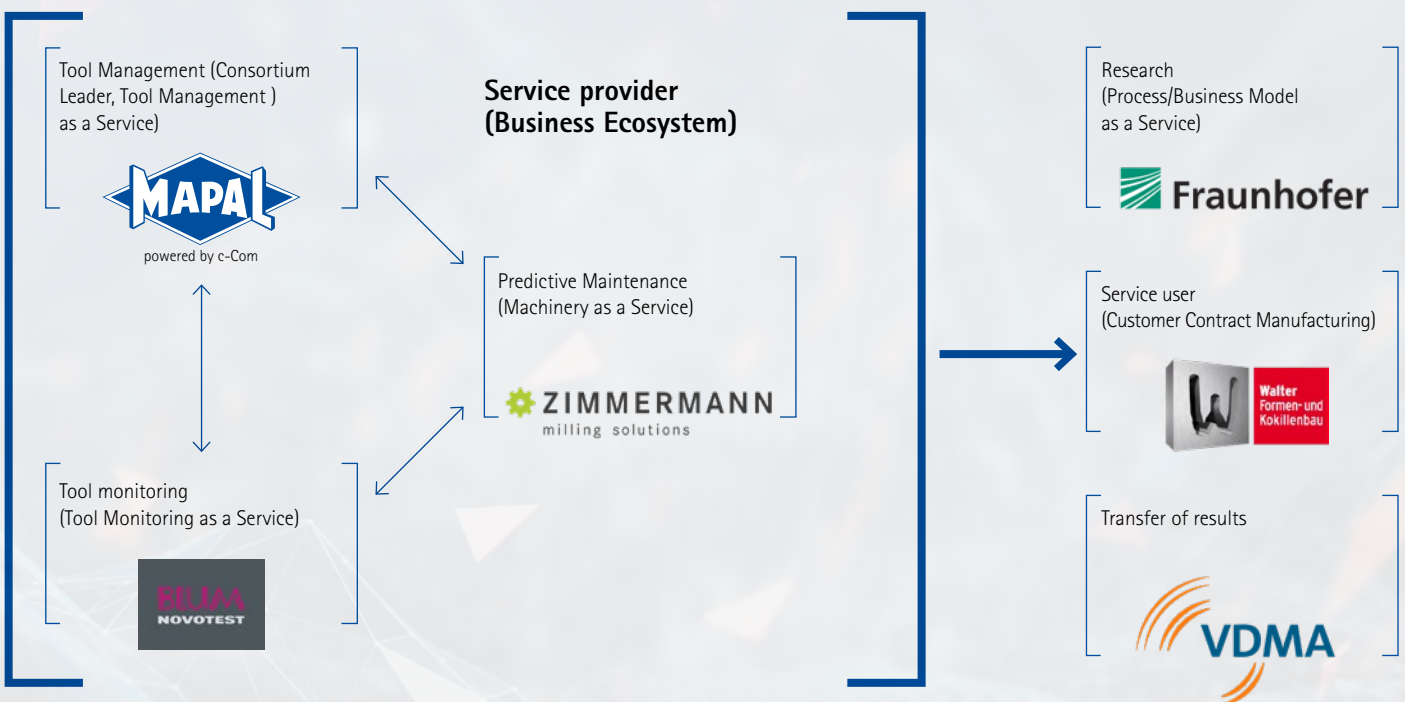 Tool Management (Consortium
Leader, Tool Management )
as a Service)
MAPAL
powered by c-Com
Service provider
(Business Ecosystem)
Predictive Maintenance
(Machinery as a Service)
ZIMMERMANN
milling solutions
Tool monitoring
(Tool Monitoring as a Service)
BLUM
NOVOTEST
Research
(Process/Business Model
as a Service)
Fraunhofer
Service user
(Customer Contract Manufacturing)
Walter
Formen- und
Kokillenbau
Transfer of results
VDMA